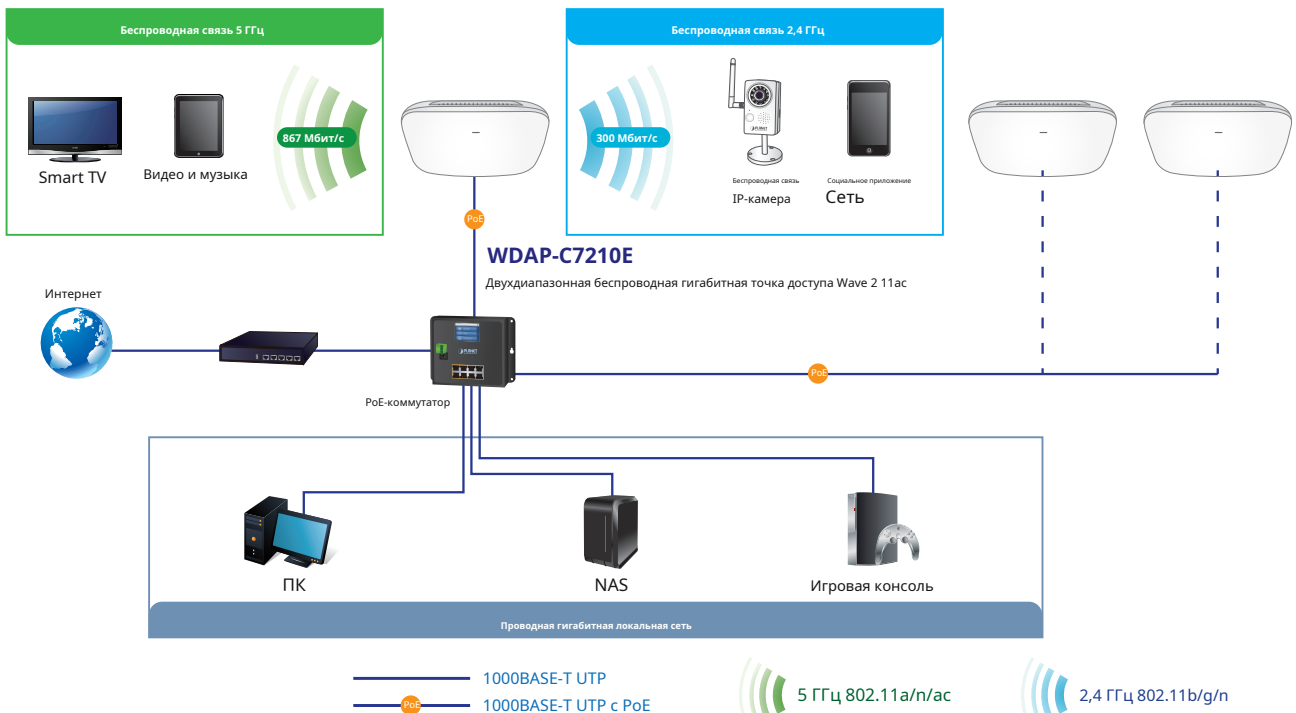 Беспроводная связь 5 ГГц
Беспроводная связь 2,4 ГГц
867 Мбит/с
300 Мбит/с
Smart TV
Видео и музыка
Беспроводная связь
IP-камера
Социальное приложение
Сеть
PoE
WDAP-C7210E
Двухдиапазонная беспроводная гигабитная точка доступа Wave 2 11ac
Интернет
PLANET
PoE
PoE-коммутатор
ПК
NAS
Игровая консоль
Проводная гигабитная локальная сеть
1000BASE-T UTP
PoE
1000BASE-T UTP с PoE
5 ГГц 802.11a/n/ac
2,4 ГГц 802.11b/g/n